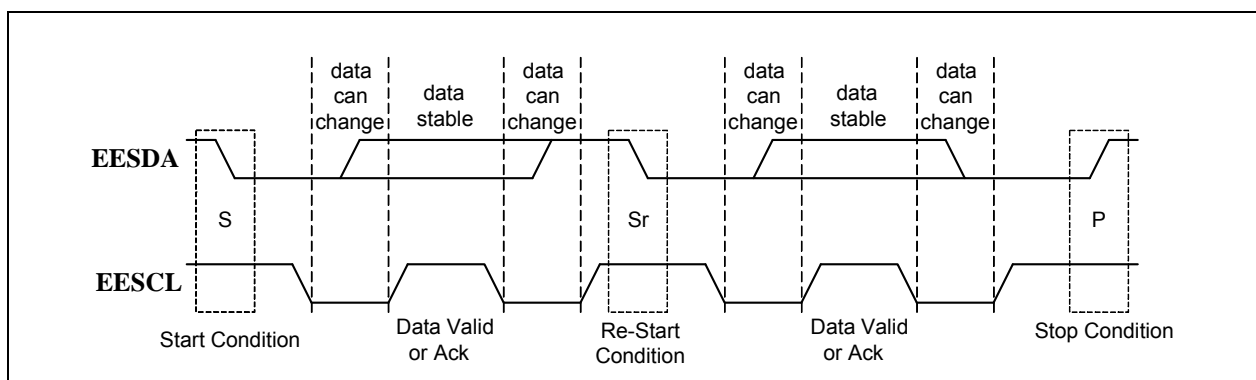 data
can
change
data
stable
data
can
change
data
can
change
data
stable
data
can
change
EESDA
S
Sr
P
EESCL
Start Condition
Data Valid
or Ack
Re-Start
Condition
Data Valid
or Ack
Stop Condition